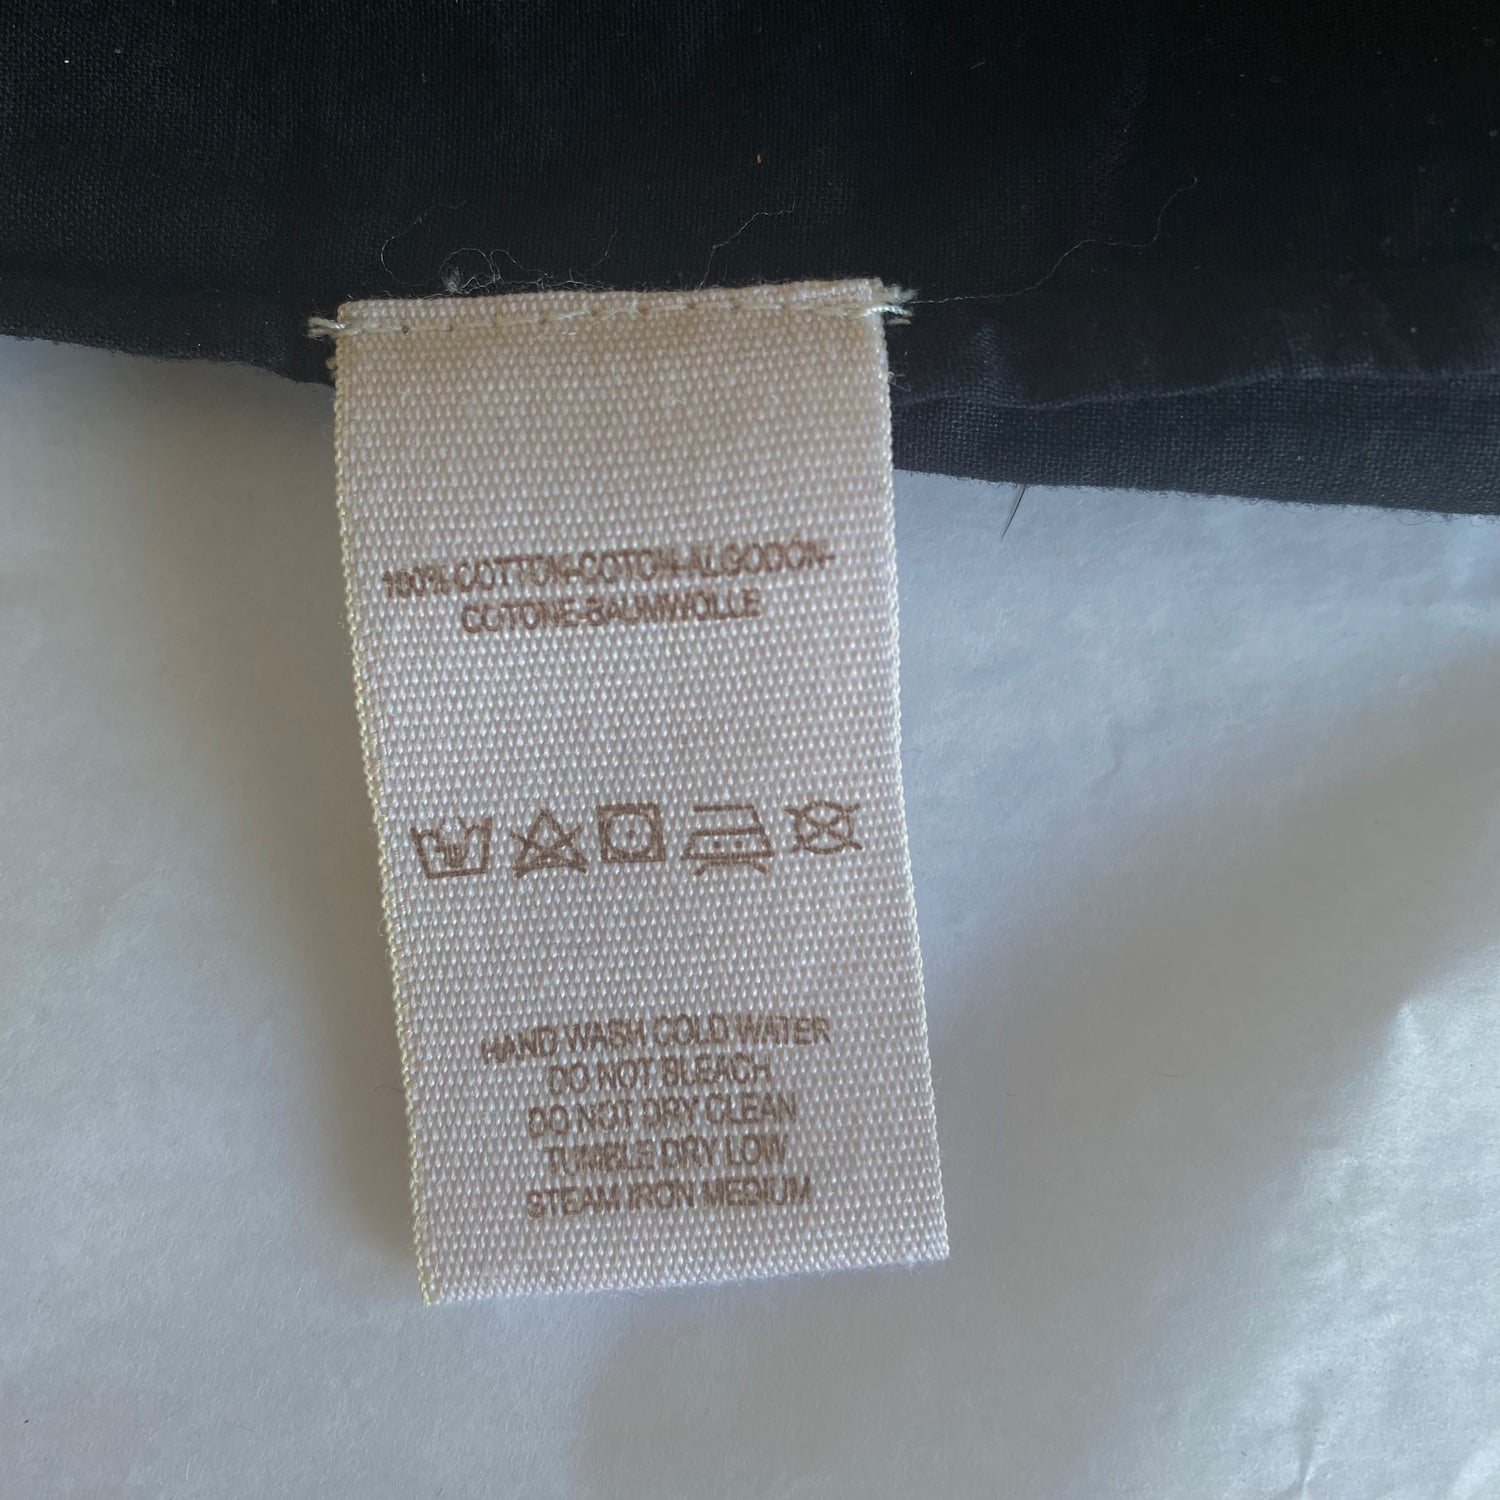 100%-COTTON-COTON-ALGODÓN-
COTONE-BAUMWOLLE
HAND WASH COLD WATER
DO NOT BLEACH
DO NOT DRY CLEAN
TUMBLE DRY LOW
STEAM IRON MEDIUM